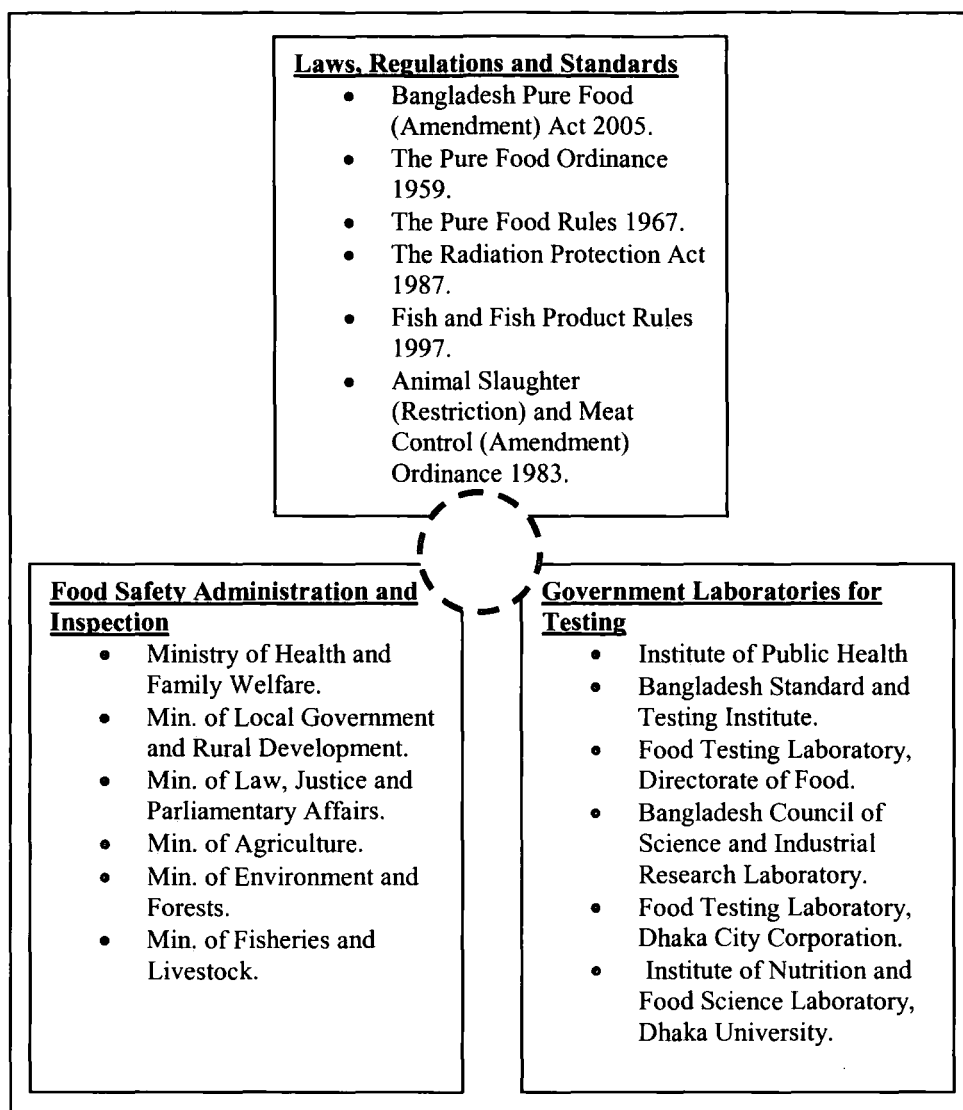 Laws, Regulations and Standards
• Bangladesh Pure Food
(Amendment) Act 2005.
• The Pure Food Ordinance
1959.
• The Pure Food Rules 1967.
• The Radiation Protection Act
1987.
• Fish and Fish Product Rules
1997.
• Animal Slaughter
(Restriction) and Meat
Control (Amendment)
Ordinance 1983.
Food Safety Administration and
Inspection
• Ministry of Health and
Family Welfare.
• Min. of Local Government
and Rural Development.
• Min. of Law, Justice and
Parliamentary Affairs.
• Min. of Agriculture.
• Min. of Environment and
Forests.
• Min. of Fisheries and
Livestock.
Government Laboratories for
Testing
• Institute of Public Health
• Bangladesh Standard and
Testing Institute.
• Food Testing Laboratory,
Directorate of Food.
• Bangladesh Council of
Science and Industrial
Research Laboratory.
• Food Testing Laboratory,
Dhaka City Corporation.
• Institute of Nutrition and
Food Science Laboratory,
Dhaka University.